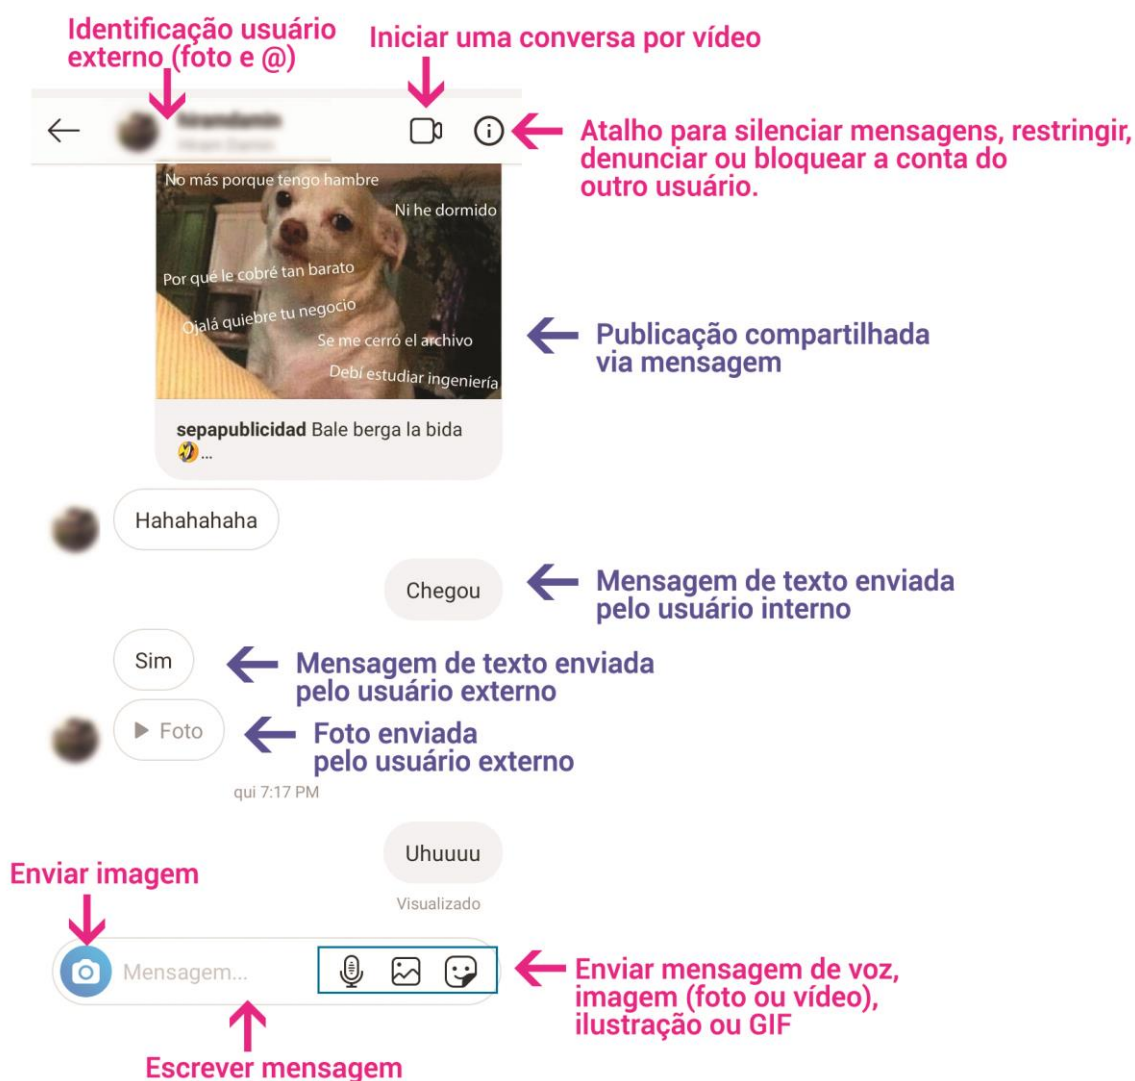 Identificação usuário
externo (foto e @)
Iniciar uma conversa por vídeo
Atalho para silenciar mensagens, restringir,
denunciar ou bloquear a conta do
outro usuário.
No más porque tengo hambre
Ni he dormido
Por qué le cobré tan barato
Ojalá quiebre tu negocio
Se me cerró el archivo
Debí estudiar ingeniería
Publicação compartilhada
via mensagem
sepapublicidad Bale berga la bida
🤣...
Hahahahaha
Chegou
Mensagem de texto enviada
pelo usuário interno
Sim
Mensagem de texto enviada
pelo usuário externo
Foto
Foto enviada
pelo usuário externo
qui 7:17 PM
Uhuuuu
Visualizado
Enviar imagem
Mensagem...
Enviar mensagem de voz,
imagem (foto ou vídeo),
ilustração ou GIF
Escrever mensagem